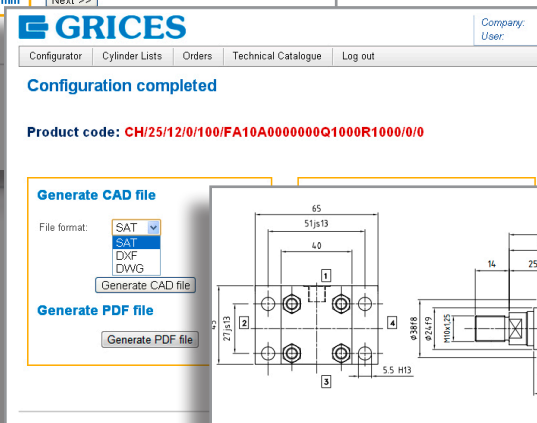 mm
Next >>
GRICES
Company:
User:
Configurator Cylinder Lists Orders Technical Catalogue Log out
Configuration completed
Product code: CH/25/12/0/100/FA10A0000000Q1000R1000/0/0
Generate CAD file
File format: SAT
SAT
DXF
DWG
Generate CAD file
Generate PDF file
Generate PDF file
65
51js13
40
1
2
4
3
27js13
5.5 H13
14
25
ϕ38f8
ϕ24f9
M10x1,25